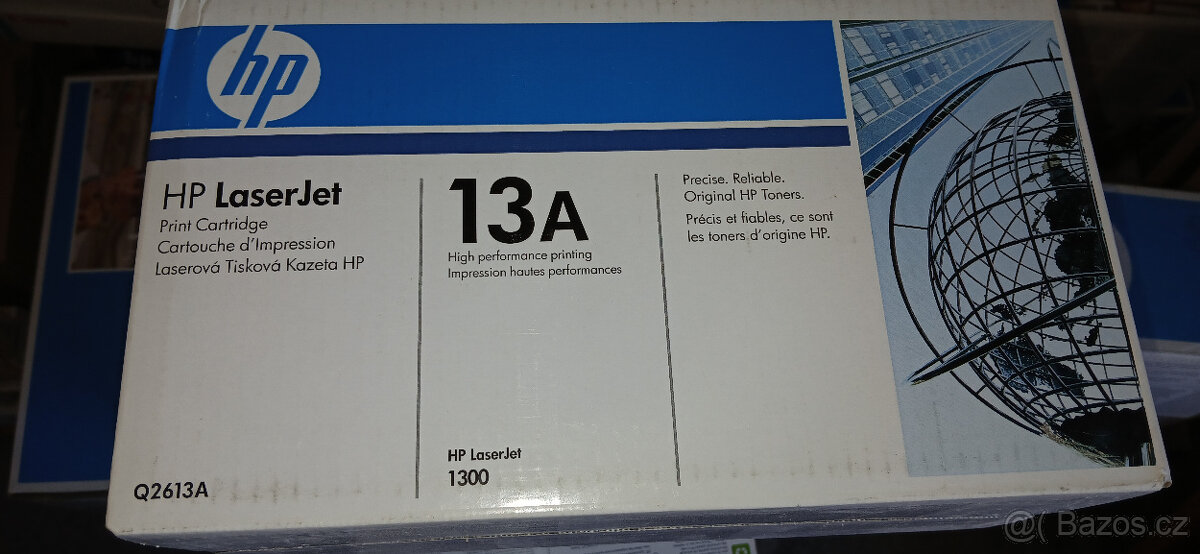 hp
HP LaserJet
Print Cartridge
Cartouche d'Impression
Laserová Tisková Kazeta HP
Q2613A
13A
High performance printing
Impression hautes performances
HP LaserJet
1300
Precise. Reliable.
Original HP Toners.
Précis et fiables, ce sont
les toners d'origine HP.
@( Bazos.cz